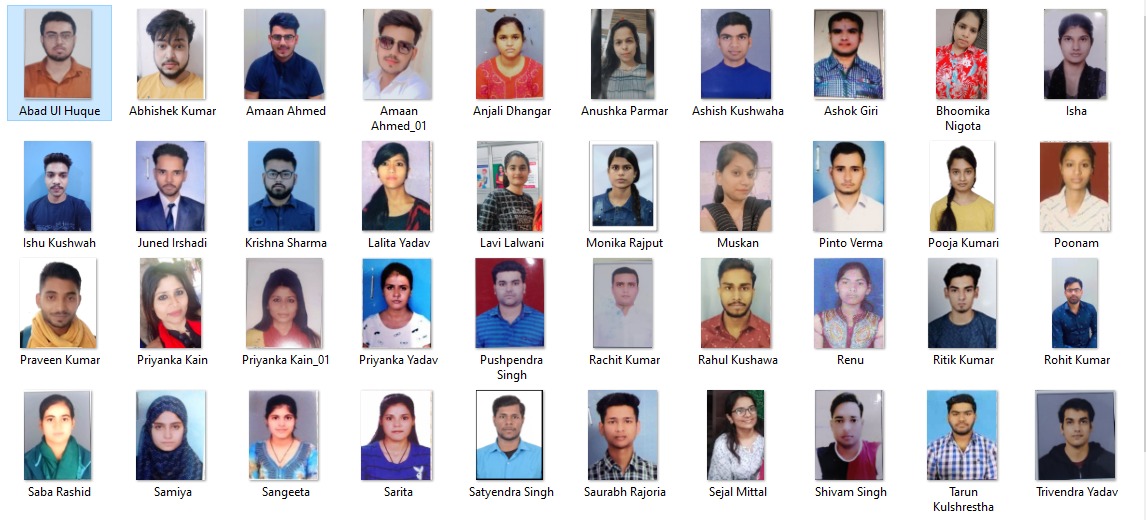 Abad Ul Huque
Abhishek Kumar
Amaan Ahmed
Amaan
Ahmed_01
Anjali Dhangar
Anushka Parmar
Ashish Kushwaha
Ashok Giri
Bhoomika
Nigota
Isha
Ishu Kushwah
Juned Irshadi
Krishna Sharma
Lalita Yadav
Lavi Lalwani
Monika Rajput
Muskan
Pinto Verma
Pooja Kumari
Poonam
Praveen Kumar
Priyanka Kain
Priyanka Kain_01
Priyanka Yadav
Pushpendra
Singh
Rachit Kumar
Rahul Kushawa
Renu
Ritik Kumar
Rohit Kumar
Saba Rashid
Samiya
Sangeeta
Sarita
Satyendra Singh
Saurabh Rajoria
Sejal Mittal
Shivam Singh
Tarun
Kulshrestha
Trivendra Yadav